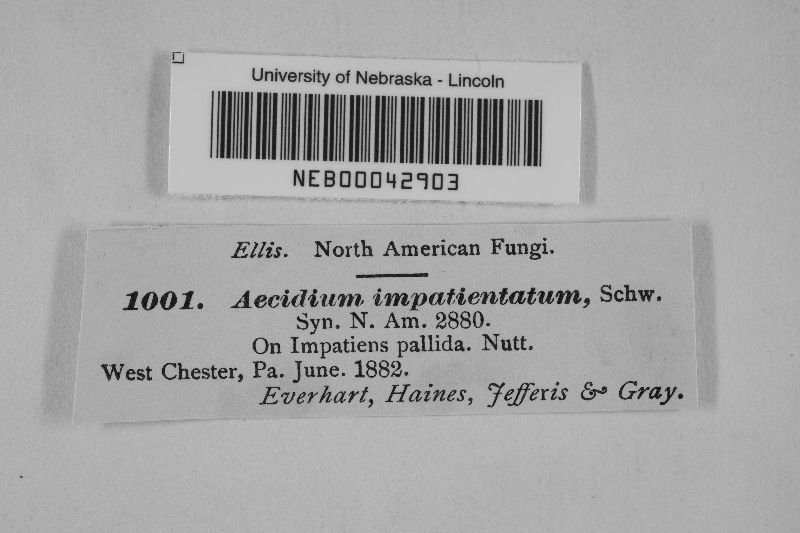 University of Nebraska - Lincoln
NEB00042903
Ellis. North American Fungi.
1001. Aecidium impatientatum, Schw.
Syn. N. Am. 2880.
On Impatiens pallida. Nutt.
West Chester, Pa. June. 1882.
Everhart, Haines, Jefferis & Gray.